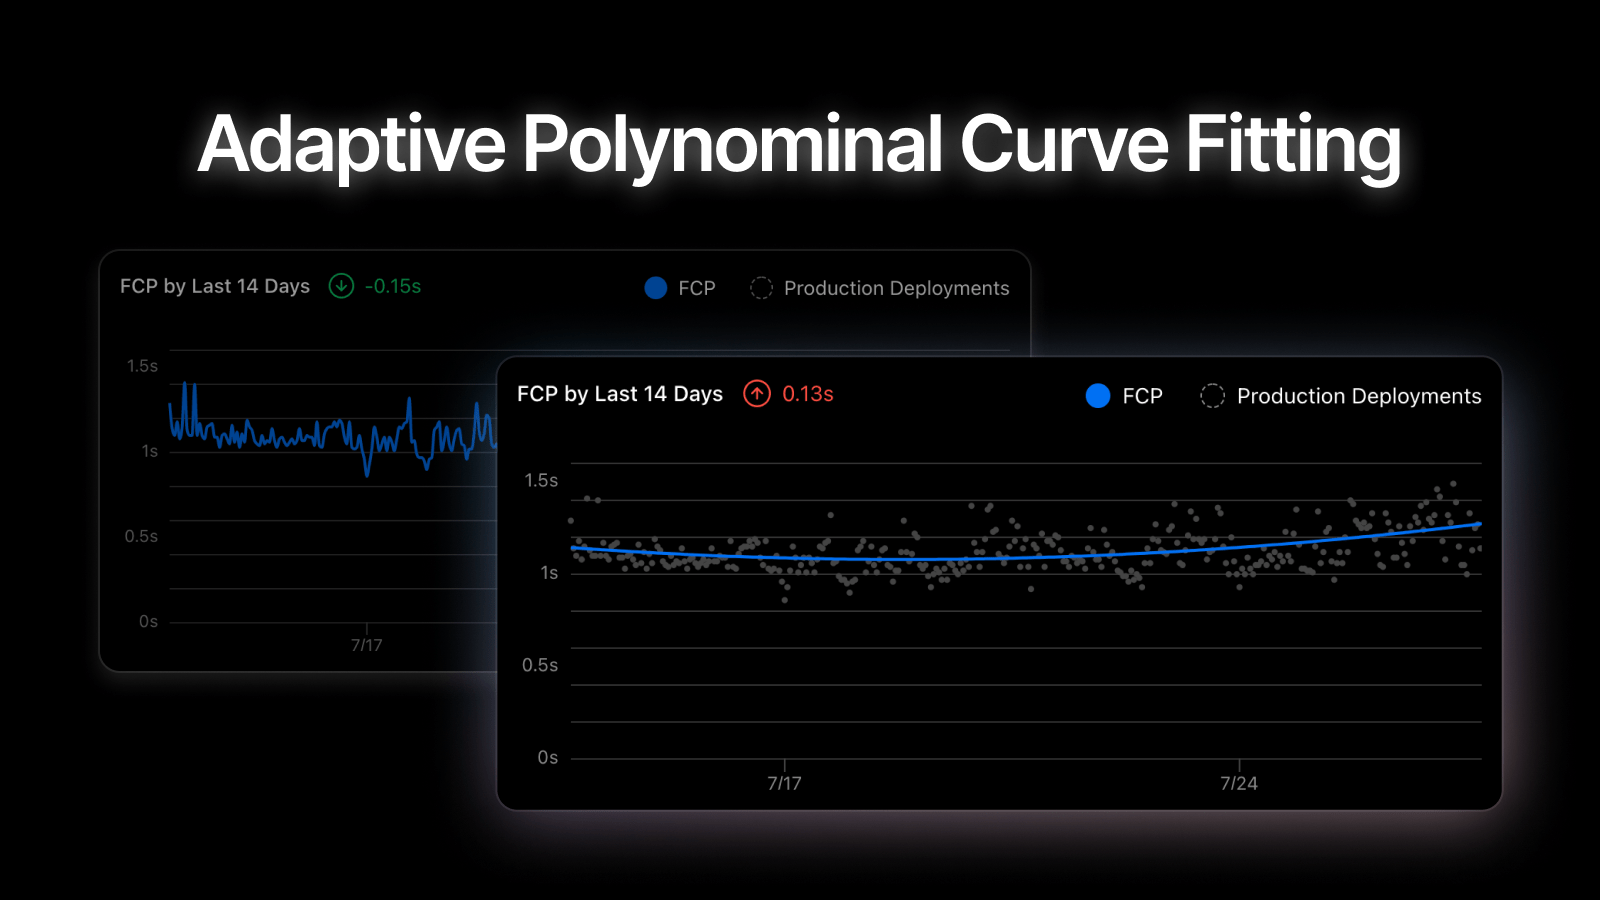 Adaptive Polynominal Curve Fitting
FCP by Last 14 Days -0.15s FCP Production Deployments
1.5s
1s
0.5s
0s
7/17
FCP by Last 14 Days 0.13s FCP Production Deployments
1.5s
1s
0.5s
0s
7/17 7/24